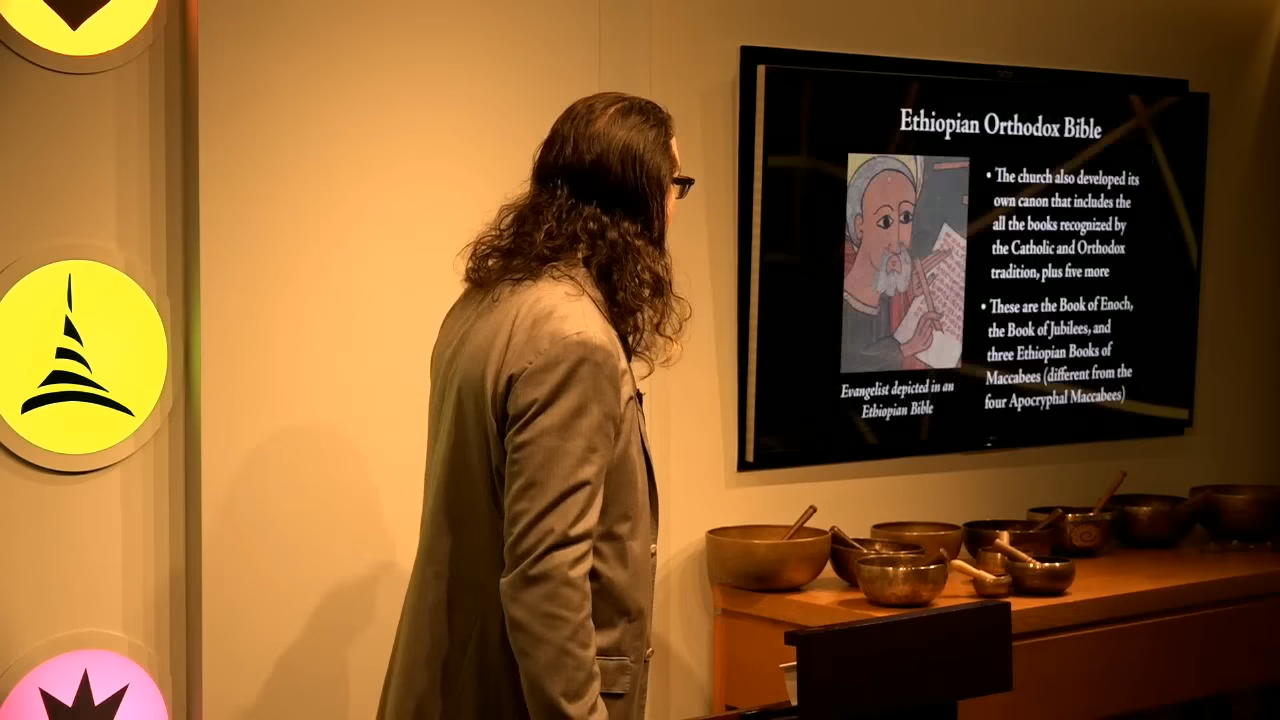 Ethiopian Orthodox Bible
• The church also developed its
own canon that includes the
all the books recognized by
the Catholic and Orthodox
tradition, plus five more
• These are the Book of Enoch,
the Book of Jubilees, and
three Ethiopian Books of
Maccabees (different from the
four Apocryphal Maccabees)
Evangelist depicted in an
Ethiopian Bible